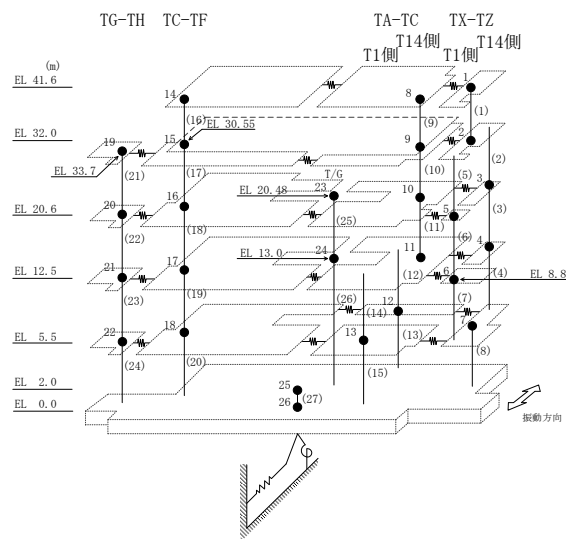 TG-TH TC-TF TA-TC TX-TZ
T1側 T14側 T1側 T14側
(m)
EL 41.6
14 8 1
(16) (9) (1)
EL 32.0
19 15 EL 30.55 9 2
EL 33.7
(21) (17) (10) (2)
T/G
EL 20.48 23 10 (5) 3
EL 20.6
20 16 (3)
(22) (18) (25) (11) 5
EL 13.0 24 11 (6) 4
EL 12.5
21 17 (12) 6 (4) EL 8.8
(23) (19) (26) 12 (7)
(14)
EL 5.5
22 18 13 (13) 7
(24) (20) (15) (8)
EL 2.0
25
EL 0.0
26 (27)
振動方向